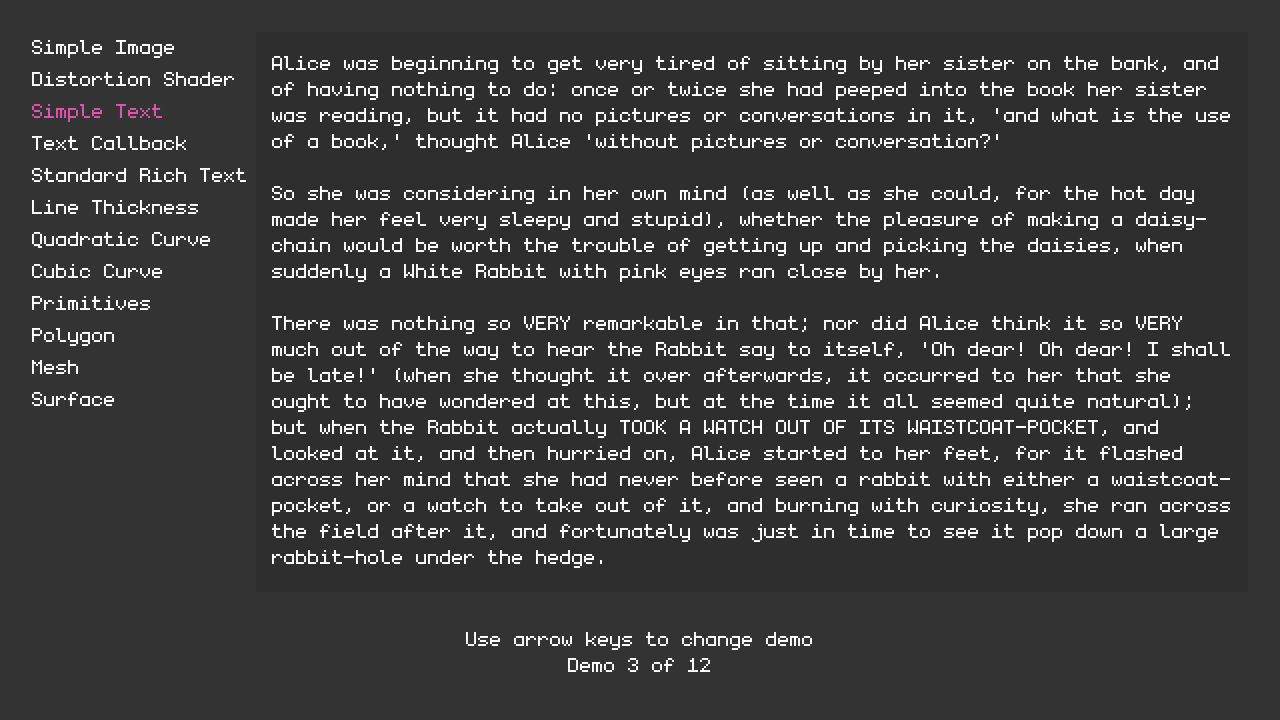 Simple Image
Distortion Shader
Simple Text
Text Callback
Standard Rich Text
Line Thickness
Quadratic Curve
Cubic Curve
Primitives
Polygon
Mesh
Surface
Alice was beginning to get very tired of sitting by her sister on the bank, and
of having nothing to do: once or twice she had peeped into the book her sister
was reading, but it had no pictures or conversations in it, 'and what is the use
of a book,' thought Alice 'without pictures or conversation?'
So she was considering in her own mind (as well as she could, for the hot day
made her feel very sleepy and stupid), whether the pleasure of making a daisy-
chain would be worth the trouble of getting up and picking the daisies, when
suddenly a White Rabbit with pink eyes ran close by her.
There was nothing so VERY remarkable in that; nor did Alice think it so VERY
much out of the way to hear the Rabbit say to itself, 'Oh dear! Oh dear! I shall
be late!' (when she thought it over afterwards, it occurred to her that she
ought to have wondered at this, but at the time it all seemed quite natural);
but when the Rabbit actually TOOK A WATCH OUT OF ITS WAISTCOAT-POCKET, and
looked at it, and then hurried on, Alice started to her feet, for it flashed
across her mind that she had never before seen a rabbit with either a waistcoat-
pocket, or a watch to take out of it, and burning with curiosity, she ran across
the field after it, and fortunately was just in time to see it pop down a large
rabbit-hole under the hedge.
Use arrow keys to change demo
Demo 3 of 12